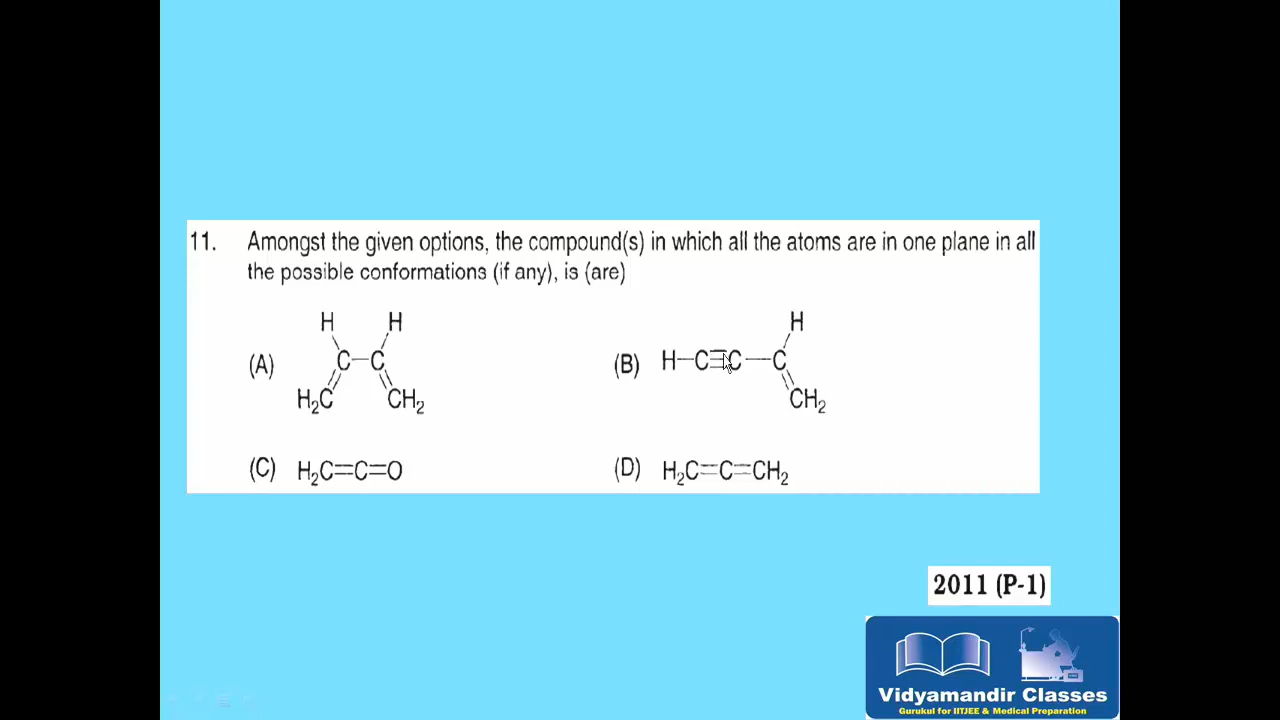 11. Amongst the given options, the compound(s) in which all the atoms are in one plane in all
the possible conformations (if any), is (are)
H H H
(A) C–C (B) H–C≡C–C
H₂C CH₂ CH₂
(C) H₂C=C=O (D) H₂C=C=CH₂
2011 (P-1)
Vidyamandir Classes
Gurukul for IITJEE & Medical Preparation